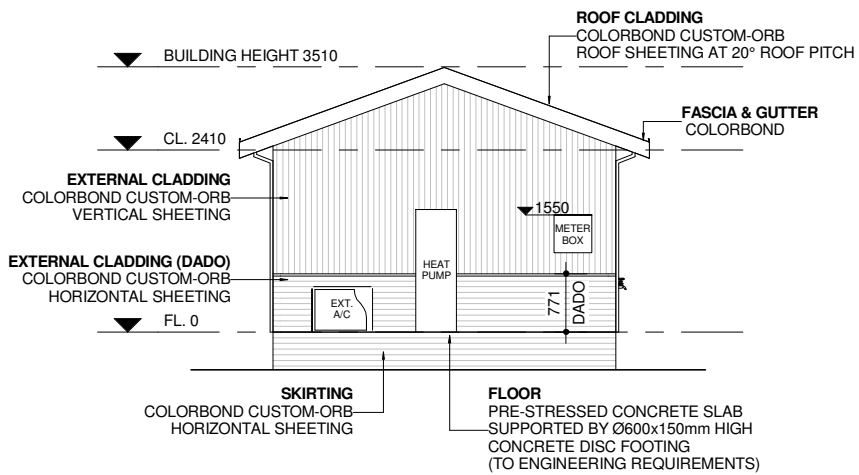 ROOF CLADDING
COLORBOND CUSTOM-ORB
ROOF SHEETING AT 20° ROOF PITCH
BUILDING HEIGHT 3510
FASCIA & GUTTER
COLORBOND
CL. 2410
EXTERNAL CLADDING
COLORBOND CUSTOM-ORB
VERTICAL SHEETING
1550
METER
BOX
EXTERNAL CLADDING (DADO)
COLORBOND CUSTOM-ORB
HORIZONTAL SHEETING
HEAT
PUMP
EXT.
A/C
771
DADO
FL. 0
SKIRTING
COLORBOND CUSTOM-ORB
HORIZONTAL SHEETING
FLOOR
PRE-STRESSED CONCRETE SLAB
SUPPORTED BY Ø600x150mm HIGH
CONCRETE DISC FOOTING
(TO ENGINEERING REQUIREMENTS)